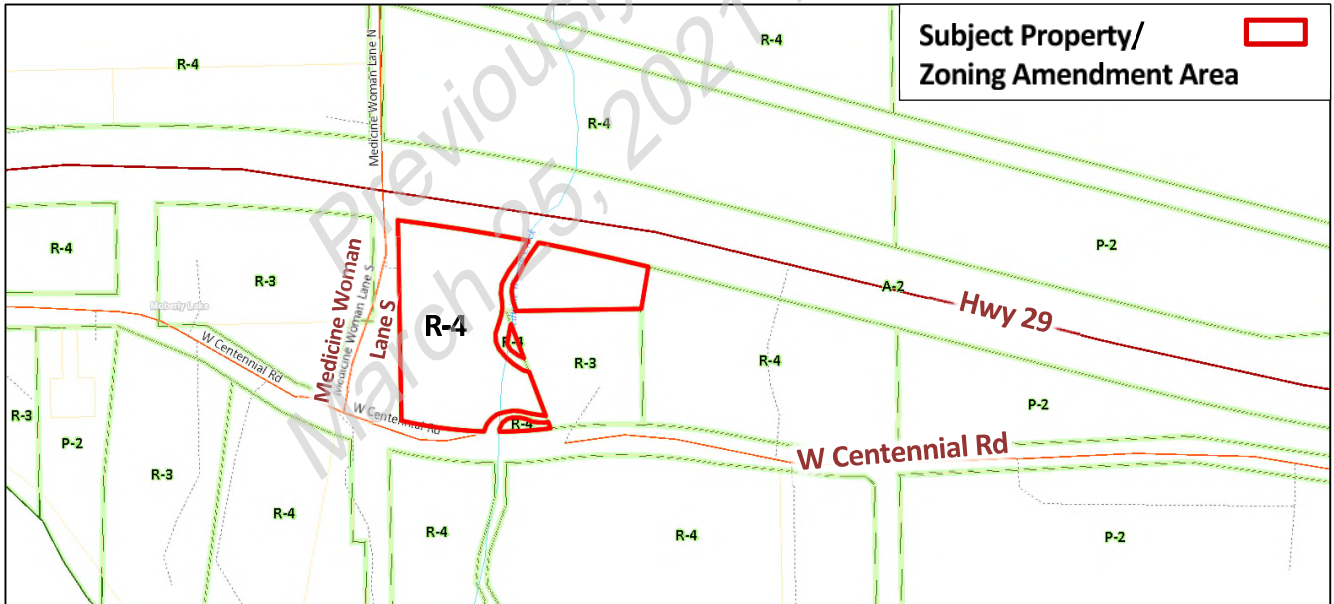 Subject Property/
Zoning Amendment Area
Previously
March 25, 2021
R-4
R-4
R-4
Medicine Woman Lane N
R-4
R-3
Moberly Lake
Medicine Woman
Lane S
Medicine Woman Lane S
R-4
R-4
R-3
R-4
A-2
Hwy 29
P-2
P-2
W Centennial Rd
W Centennial Rd
R-4
W Centennial Rd
R-3
P-2
R-3
R-4
R-4
R-4
P-2